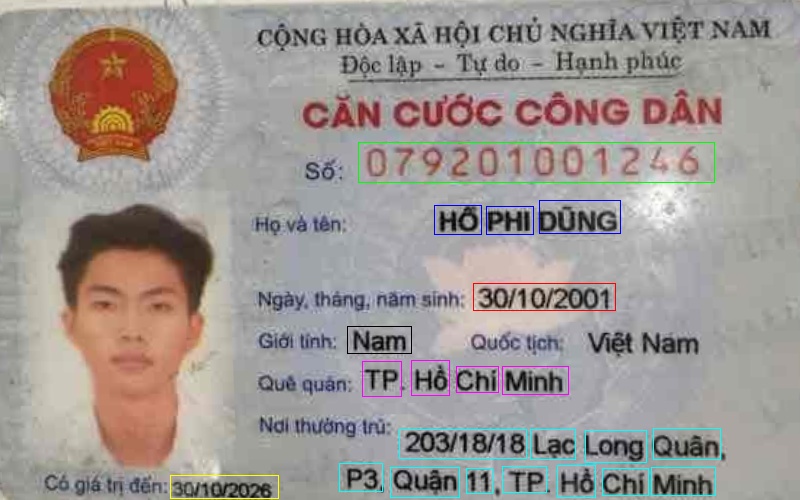 CỘNG HÒA XÃ HỘI CHỦ NGHĨA VIỆT NAM
Độc lập - Tự do - Hạnh phúc
CĂN CƯỚC CÔNG DÂN
Số: 079201001246
Họ và tên: HỒ PHI DŨNG
Ngày, tháng, năm sinh: 30/10/2001
Giới tính: Nam Quốc tịch: Việt Nam
Quê quán: TP. Hồ Chí Minh
Nơi thường trú: 203/18/18 Lạc Long Quân,
P3, Quận 11, TP. Hồ Chí Minh
Có giá trị đến: 30/10/2026